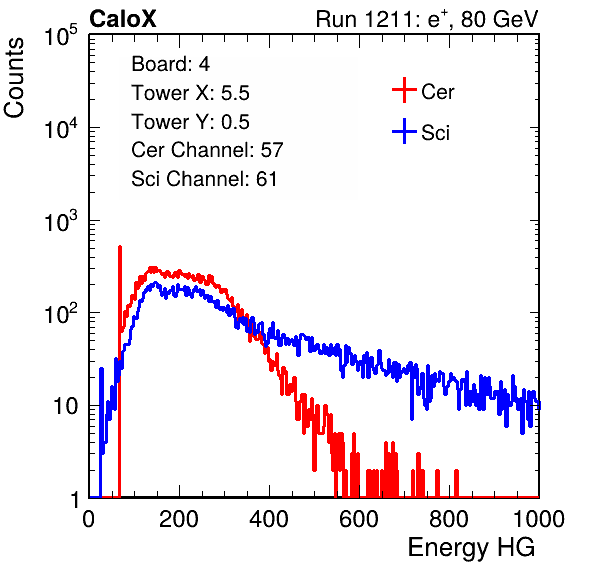 CaloX Run 1211: e⁺, 80 GeV
Counts
10⁵
10⁴
10³
10²
10
1
Board: 4
Tower X: 5.5
Tower Y: 0.5
Cer Channel: 57
Sci Channel: 61
Cer
Sci
0 200 400 600 800 1000
Energy HG